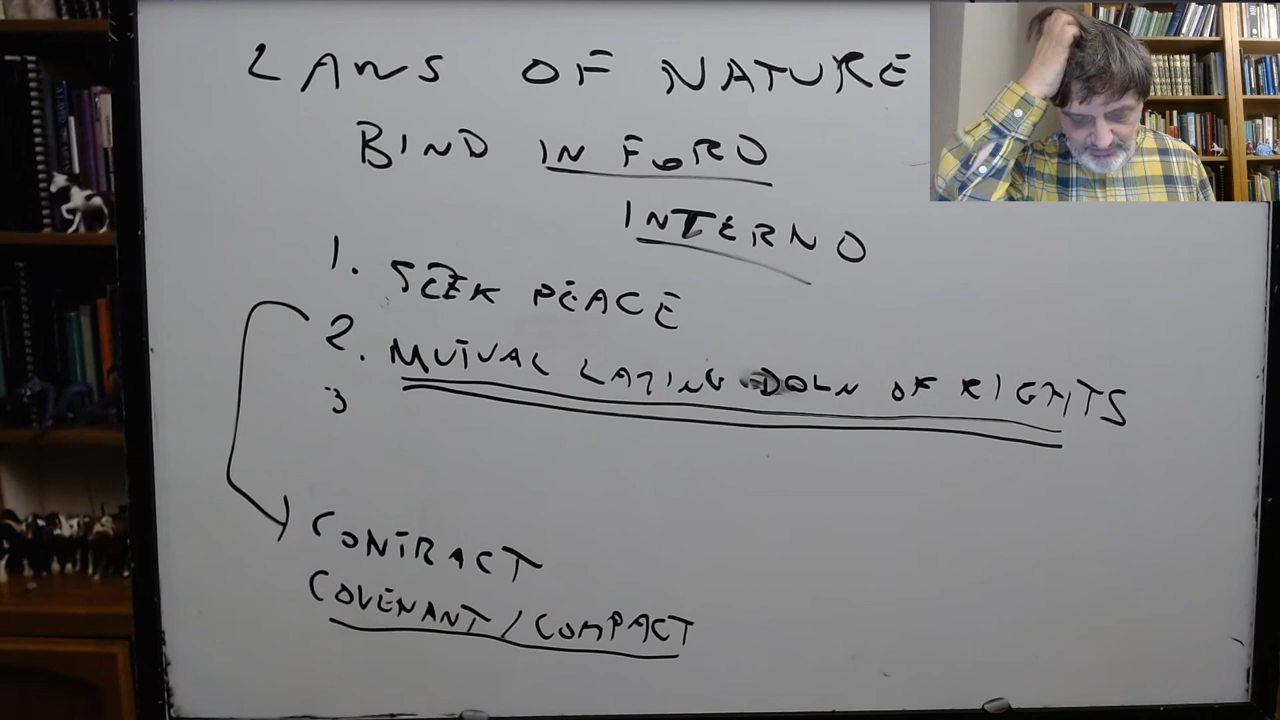 LAWS OF NATURE
BIND IN FORO
INTERNO
1. SEEK PEACE
2. MUTUAL LAYING DOWN OF RIGHTS
3
CONTRACT
COVENANT/COMPACT